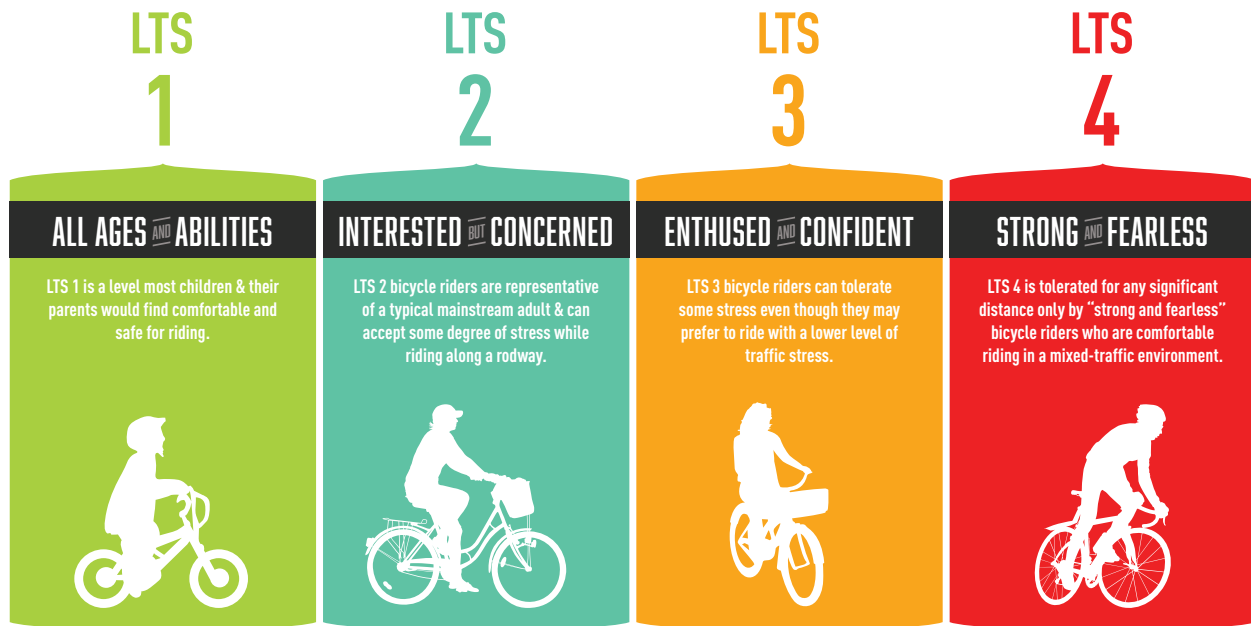 LTS
1
ALL AGES AND ABILITIES
LTS 1 is a level most children & their
parents would find comfortable and
safe for riding.
LTS
2
INTERESTED BUT CONCERNED
LTS 2 bicycle riders are representative
of a typical mainstream adult & can
accept some degree of stress while
riding along a rodway.
LTS
3
ENTHUSED AND CONFIDENT
LTS 3 bicycle riders can tolerate
some stress even though they may
prefer to ride with a lower level of
traffic stress.
LTS
4
STRONG AND FEARLESS
LTS 4 is tolerated for any significant
distance only by “strong and fearless”
bicycle riders who are comfortable
riding in a mixed-traffic environment.